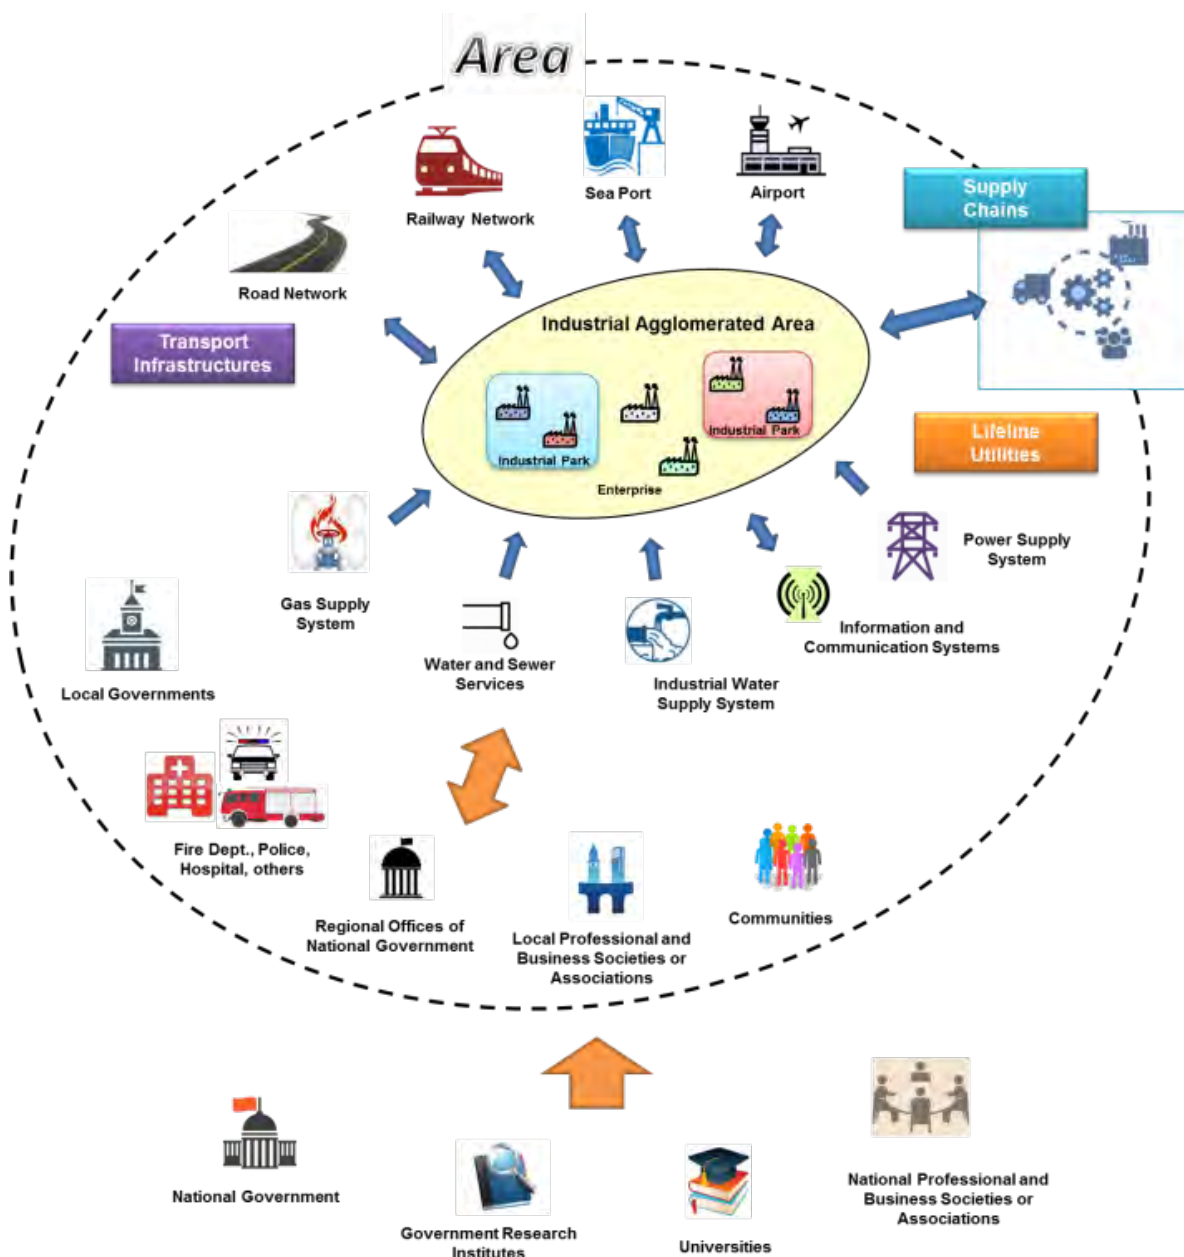 Area
Sea Port
Airport
Railway Network
Supply
Chains
Road Network
Transport
Infrastructures
Industrial Agglomerated Area
Industrial Park
Industrial Park
Enterprise
Lifeline
Utilities
Gas Supply
System
Water and Sewer
Services
Industrial Water
Supply System
Information and
Communication Systems
Power Supply
System
Local Governments
Fire Dept., Police,
Hospital, others
Regional Offices of
National Government
Local Professional and
Business Societies or
Associations
Communities
National Government
Government Research
Institutes
Universities
National Professional and
Business Societies or
Associations